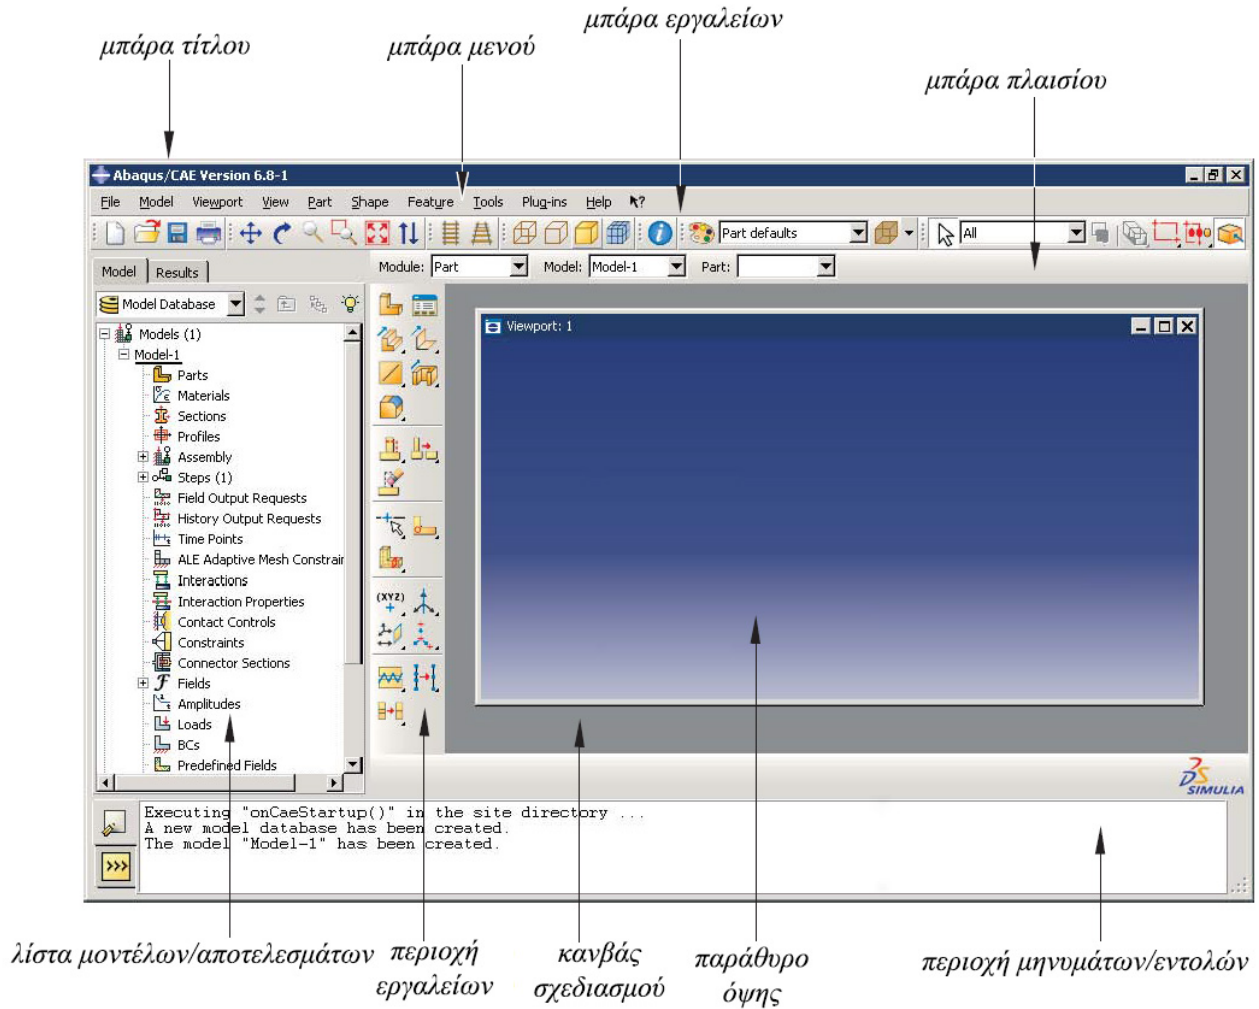 μπάρα εργαλείων
μπάρα τίτλου
μπάρα μενού
μπάρα πλαισίου
Abaqus/CAE Version 6.8-1
File Model Viewport View Part Shape Feature Tools Plug-ins Help ?
Part defaults
All
Model Results
Module: Part Model: Model-1 Part:
Model Database
Models (1)
Model-1
Parts
Materials
Sections
Profiles
Assembly
Steps (1)
Field Output Requests
History Output Requests
Time Points
ALE Adaptive Mesh Constrair
Interactions
Interaction Properties
Contact Controls
Constraints
Connector Sections
Fields
Amplitudes
Loads
BCs
Predefined Fields
(XYZ)
Viewport: 1
SIMULIA
Executing "onCaeStartup()" in the site directory ...
A new model database has been created.
The model "Model-1" has been created.
>>>
λίστα μοντέλων/αποτελεσμάτων
περιοχή
εργαλείων
κανβάς
σχεδιασμού
παράθυρο
όψης
περιοχή μηνυμάτων/εντολών